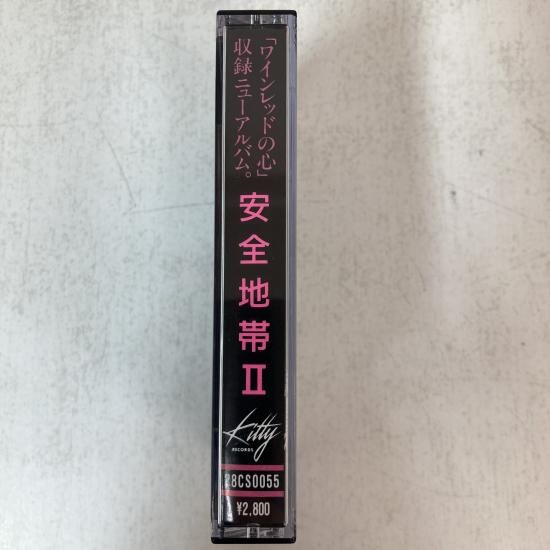 「ワインレッドの心」
収録ニューアルバム。
安全地帯II
Kitty
RECORDS
28CS0055
¥2,800